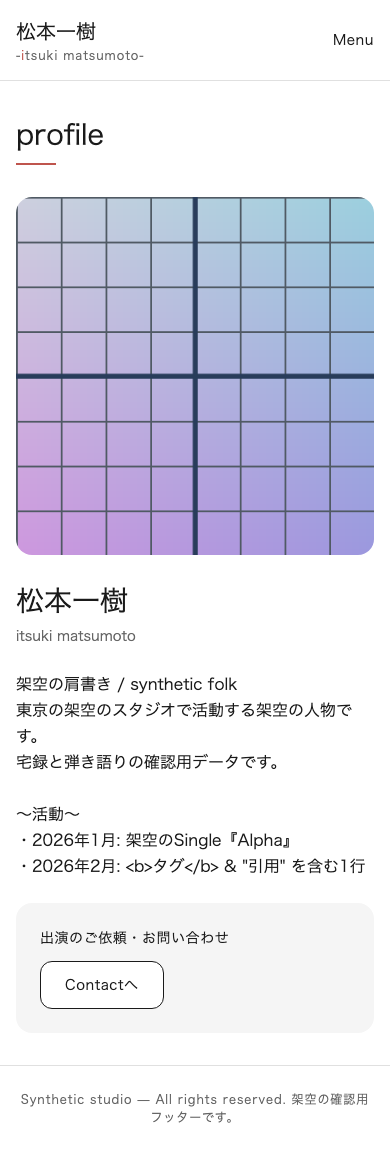 松本一樹
-itsuki matsumoto-
Menu
profile
松本一樹
itsuki matsumoto
架空の肩書き / synthetic folk
東京の架空のスタジオで活動する架空の人物で
す。
宅録と弾き語りの確認用データです。
〜活動〜
・2026年1月: 架空のSingle『Alpha』
・2026年2月: <b>タグ</b> & "引用" を含む1行
出演のご依頼・お問い合わせ
Contactへ
Synthetic studio — All rights reserved. 架空の確認用
フッターです。